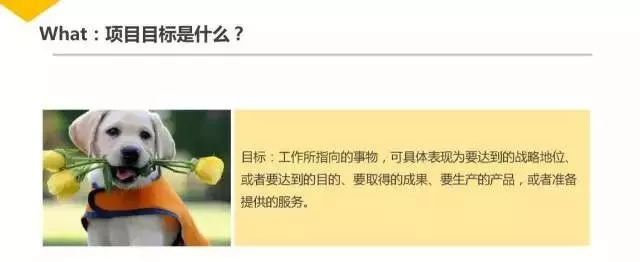 What：项目目标是什么？
目标：工作所指向的事物，可具体表现为要达到的战略地位、
或者要达到的目的、要取得的成果、要生产的产品，或者准备
提供的服务。